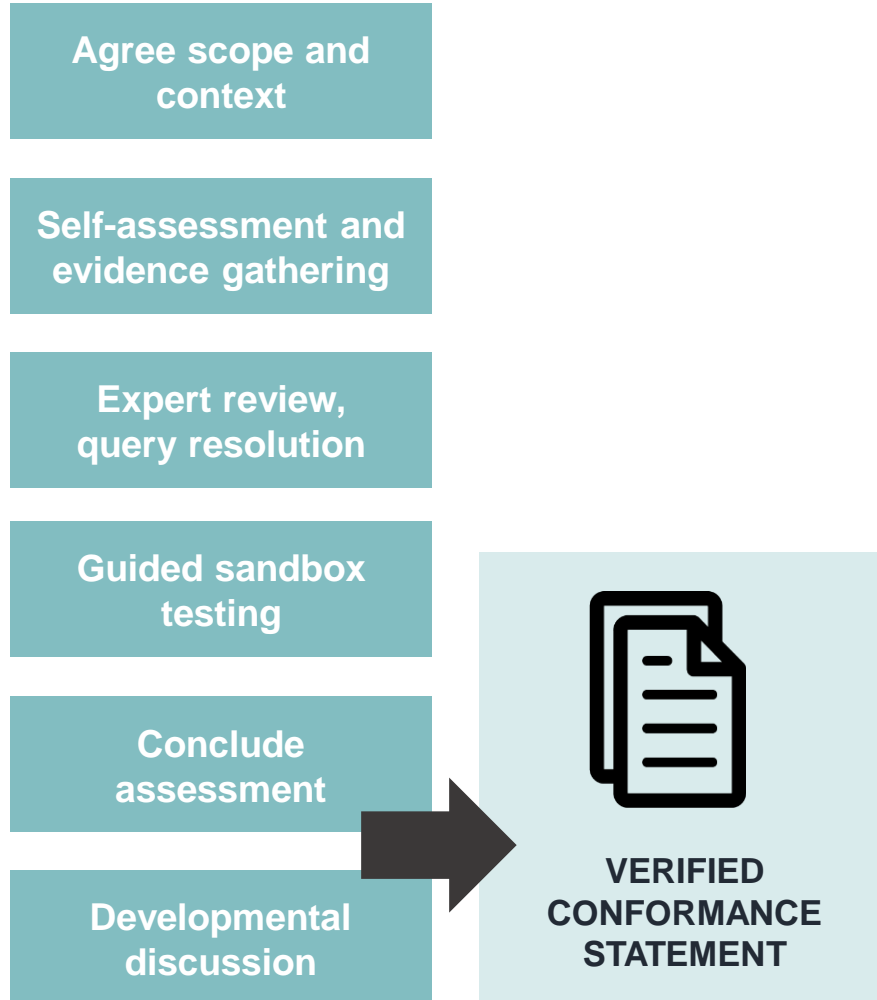 Agree scope and
context
Self-assessment and
evidence gathering
Expert review,
query resolution
Guided sandbox
testing
Conclude
assessment
Developmental
discussion
VERIFIED
CONFORMANCE
STATEMENT